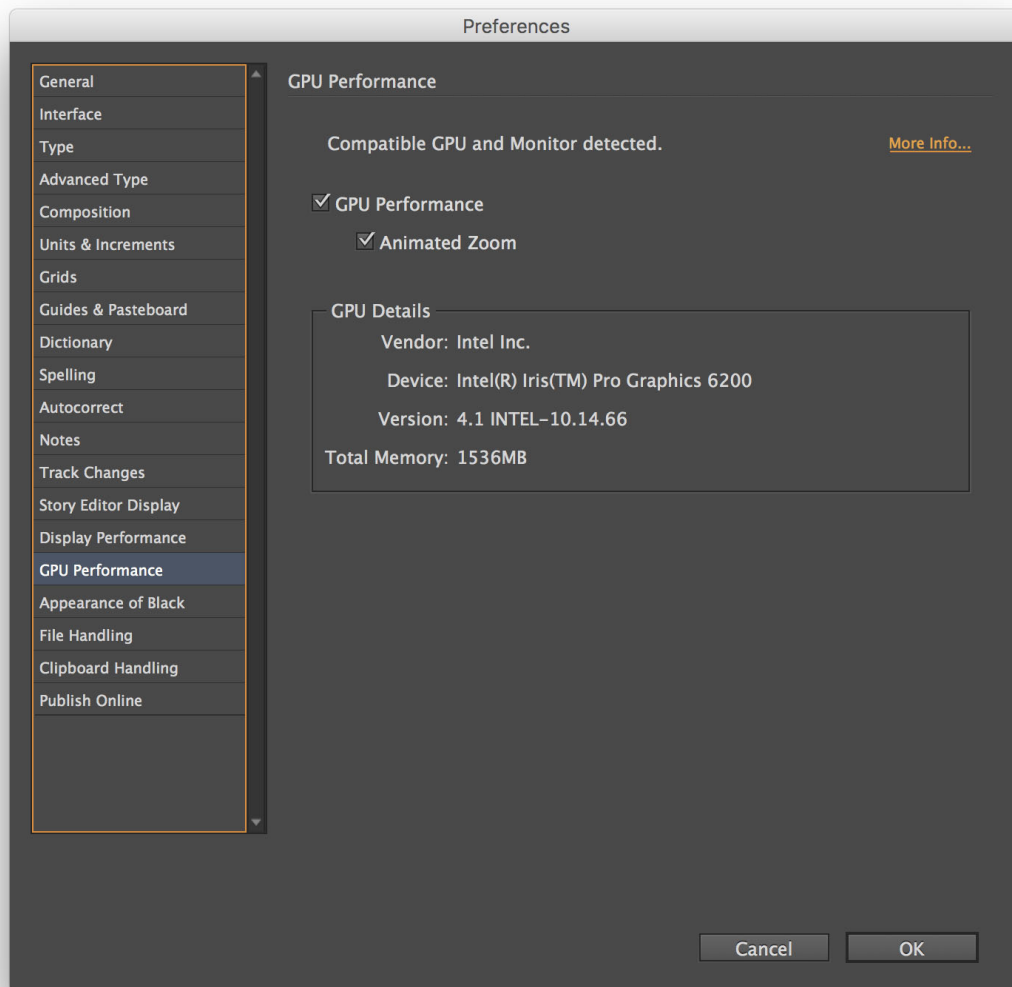 Preferences
General
Interface
Type
Advanced Type
Composition
Units & Increments
Grids
Guides & Pasteboard
Dictionary
Spelling
Autocorrect
Notes
Track Changes
Story Editor Display
Display Performance
GPU Performance
Appearance of Black
File Handling
Clipboard Handling
Publish Online
GPU Performance
Compatible GPU and Monitor detected.
More Info...
GPU Performance
Animated Zoom
GPU Details
Vendor: Intel Inc.
Device: Intel(R) Iris(TM) Pro Graphics 6200
Version: 4.1 INTEL-10.14.66
Total Memory: 1536MB
Cancel
OK